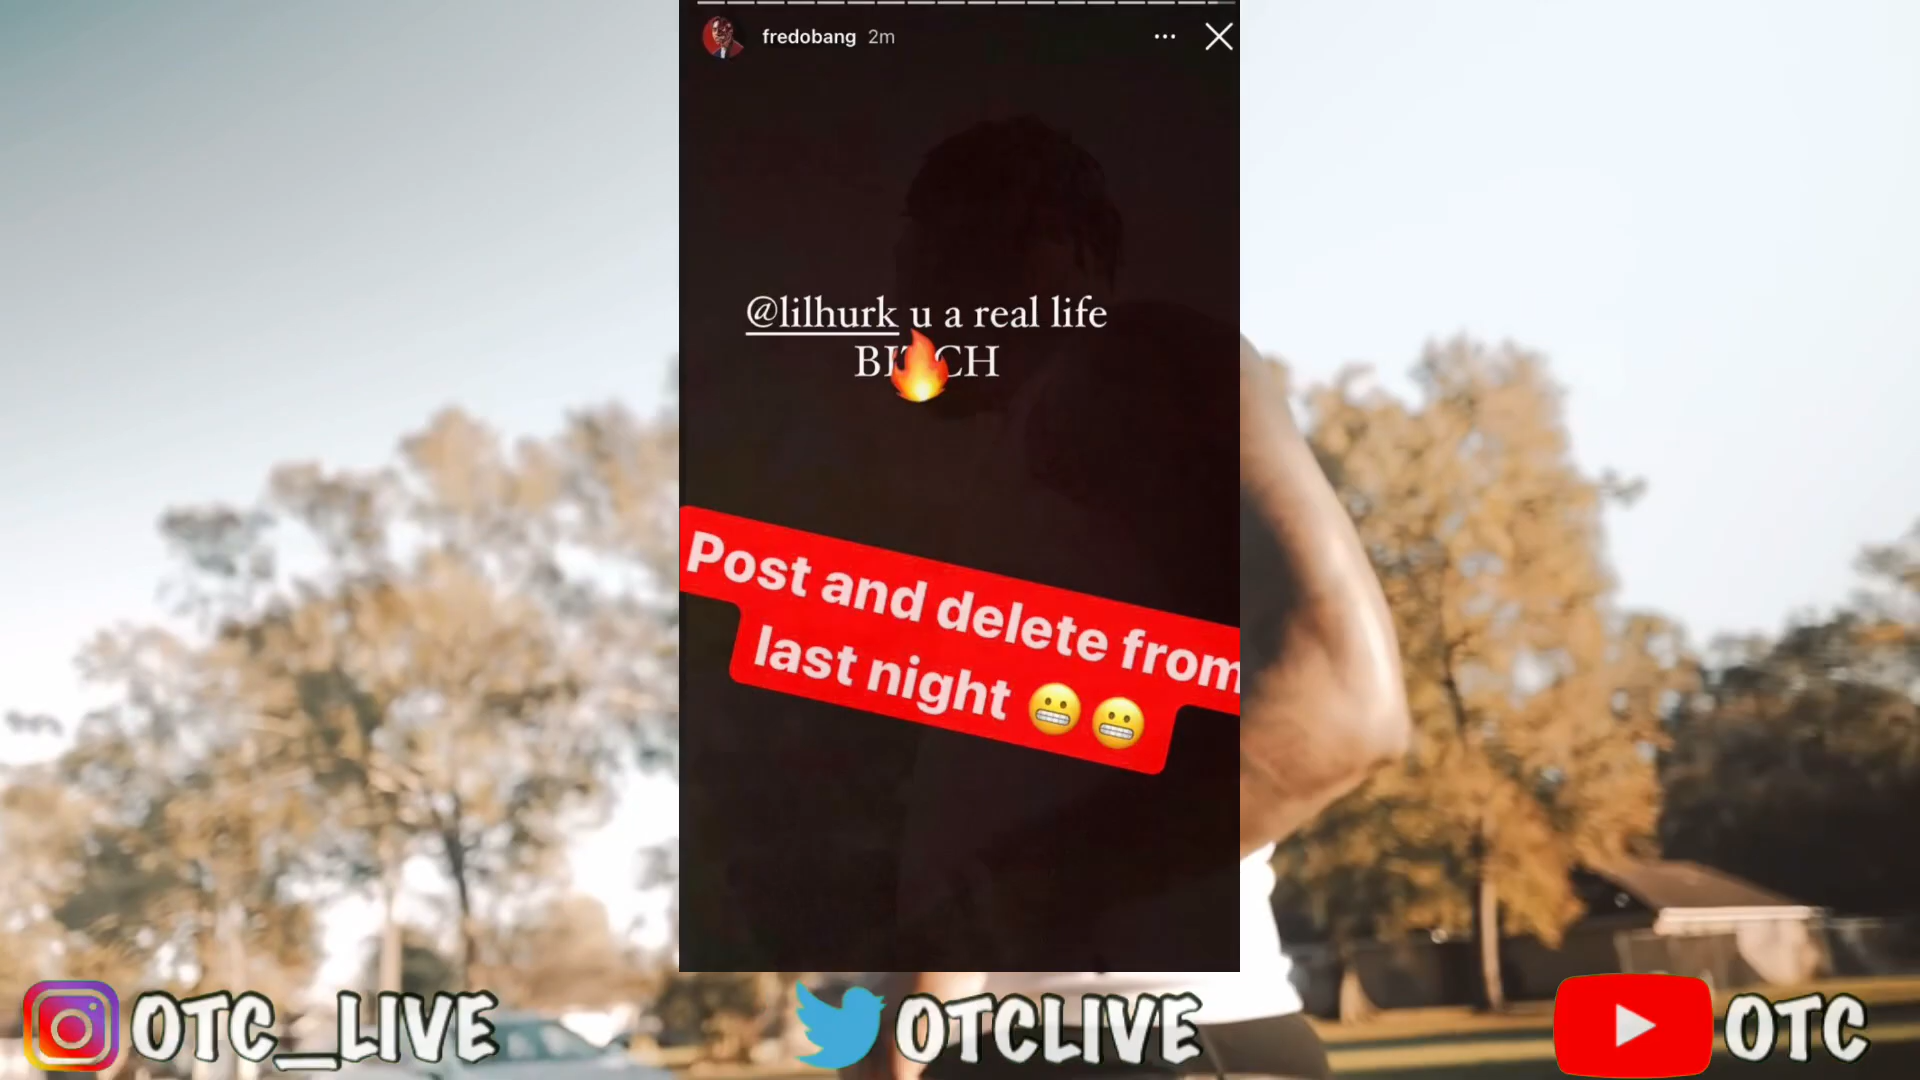 fredobang 2m
@lilhurk u a real life
BI🔥CH
Post and delete from
last night 😬😬
OTC_LIVE
OTCLIVE
OTC